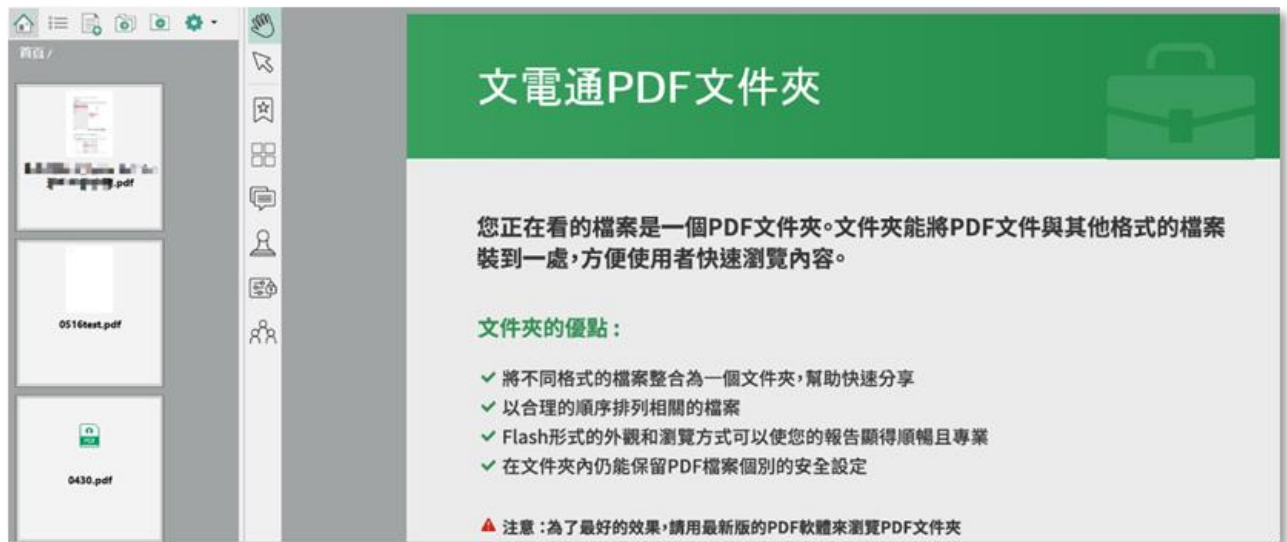 首頁/
.pdf
0516test.pdf
0430.pdf
文電通PDF文件夾
您正在看的檔案是一個PDF文件夾。文件夾能將PDF文件與其他格式的檔案
裝到一處,方便使用者快速瀏覽內容。
文件夾的優點:
將不同格式的檔案整合為一個文件夾,幫助快速分享
以合理的順序排列相關的檔案
Flash形式的外觀和瀏覽方式可以使您的報告顯得順暢且專業
在文件夾內仍能保留PDF檔案個別的安全設定
注意:為了最好的效果,請用最新版的PDF軟體來瀏覽PDF文件夾